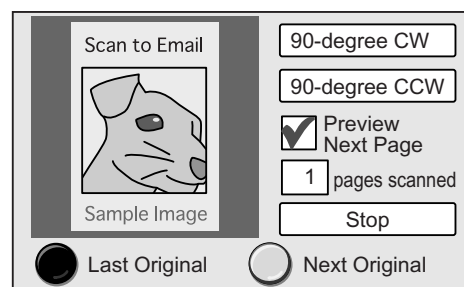 Scan to Email
Sample Image
90-degree CW
90-degree CCW
Preview
Next Page
1 pages scanned
Stop
Last Original
Next Original